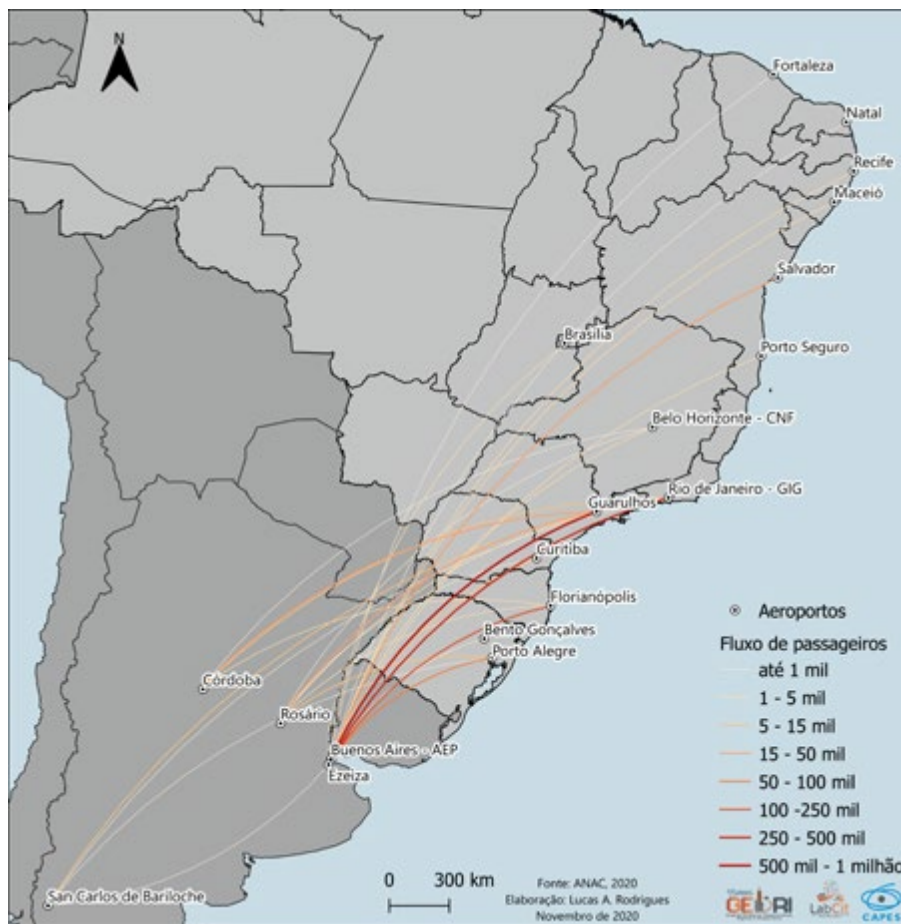 N
Fortaleza
Natal
Recife
Maceió
Salvador
Brasília
Porto Seguro
Belo Horizonte - CNF
Rio de Janeiro - GIG
Guarulhos
Curitiba
Florianópolis
Bento Gonçalves
Porto Alegre
Córdoba
Rosário
Buenos Aires - AEP
Ezeiza
San Carlos de Bariloche
Aeroportos
Fluxo de passageiros
até 1 mil
1 - 5 mil
5 - 15 mil
15 - 50 mil
50 - 100 mil
100 -250 mil
250 - 500 mil
500 mil - 1 milhão
0 300 km
Fonte: ANAC, 2020
Elaboração: Lucas A. Rodrigues
Novembro de 2020
LabCit
CAPES